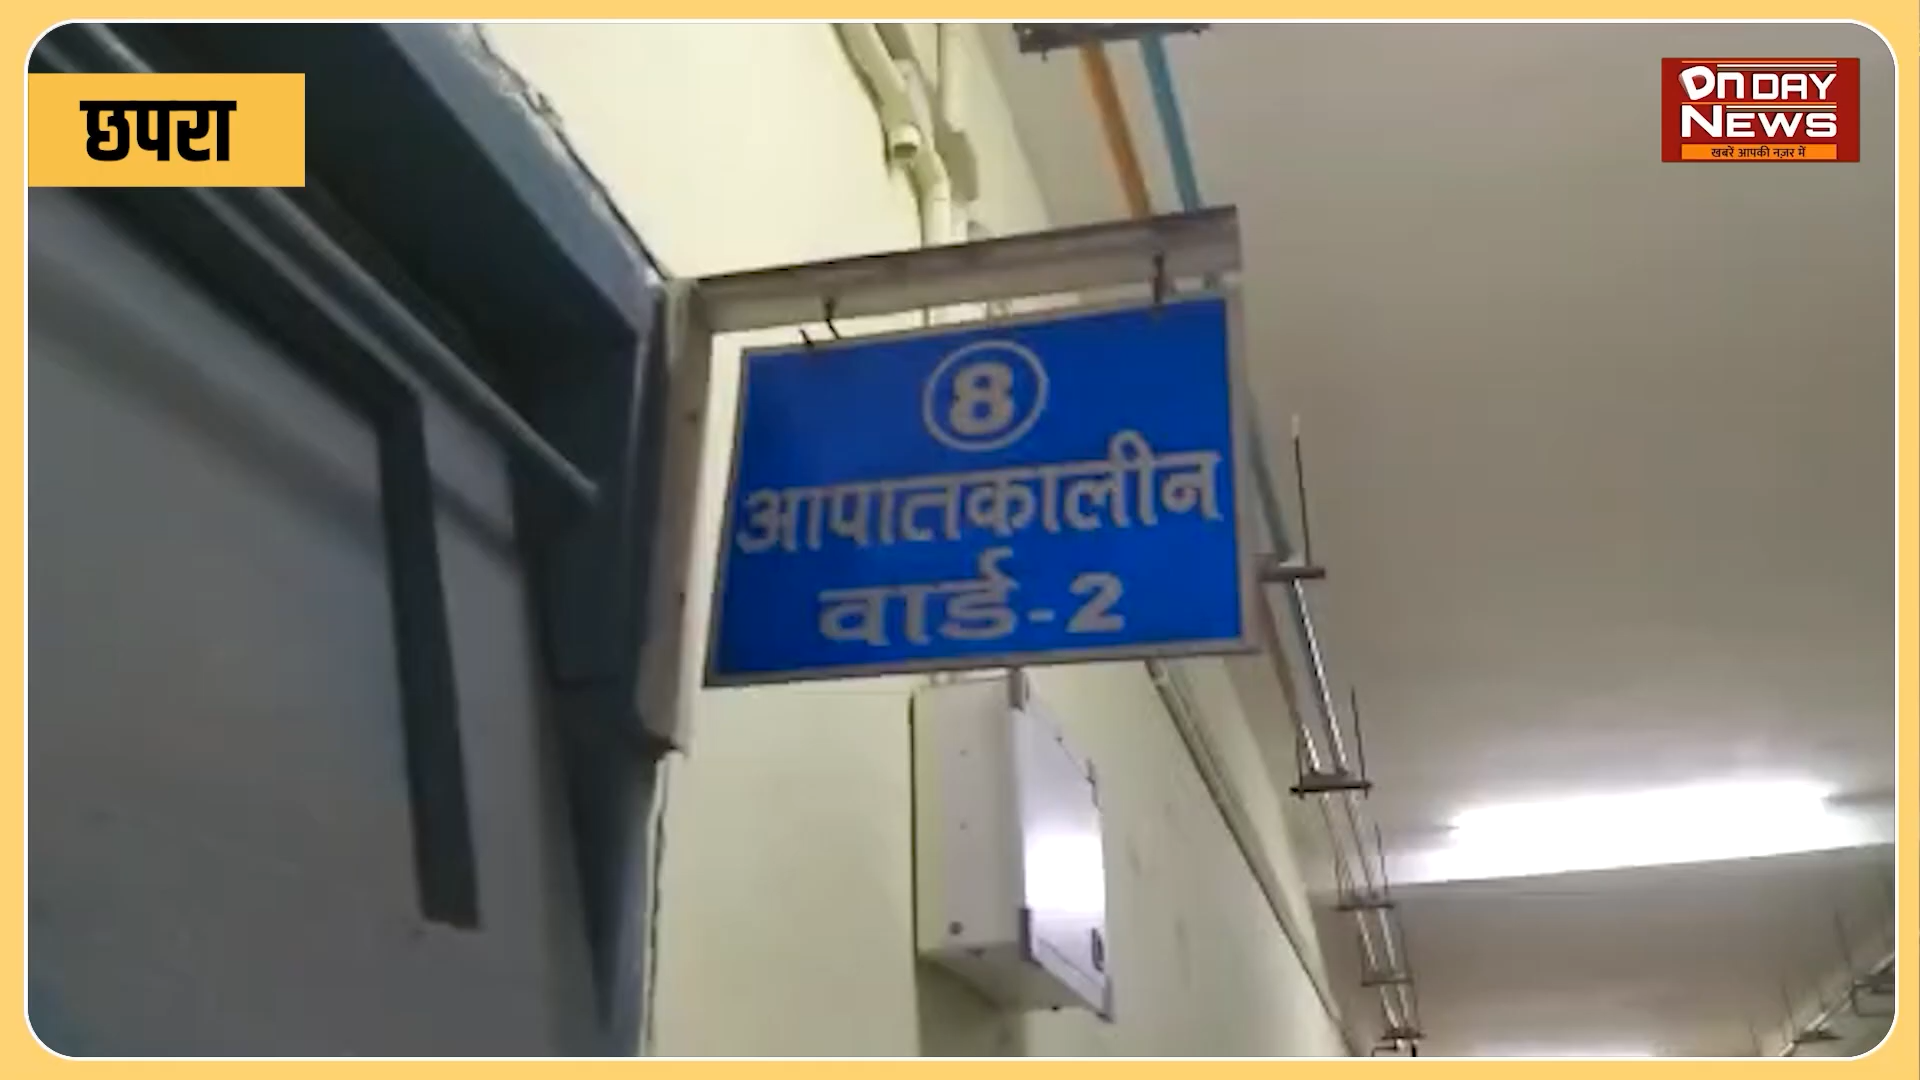 छपरा
On DAY
NEWS
खबरें आपकी नज़र में
8
आपातकालीन
वार्ड-2